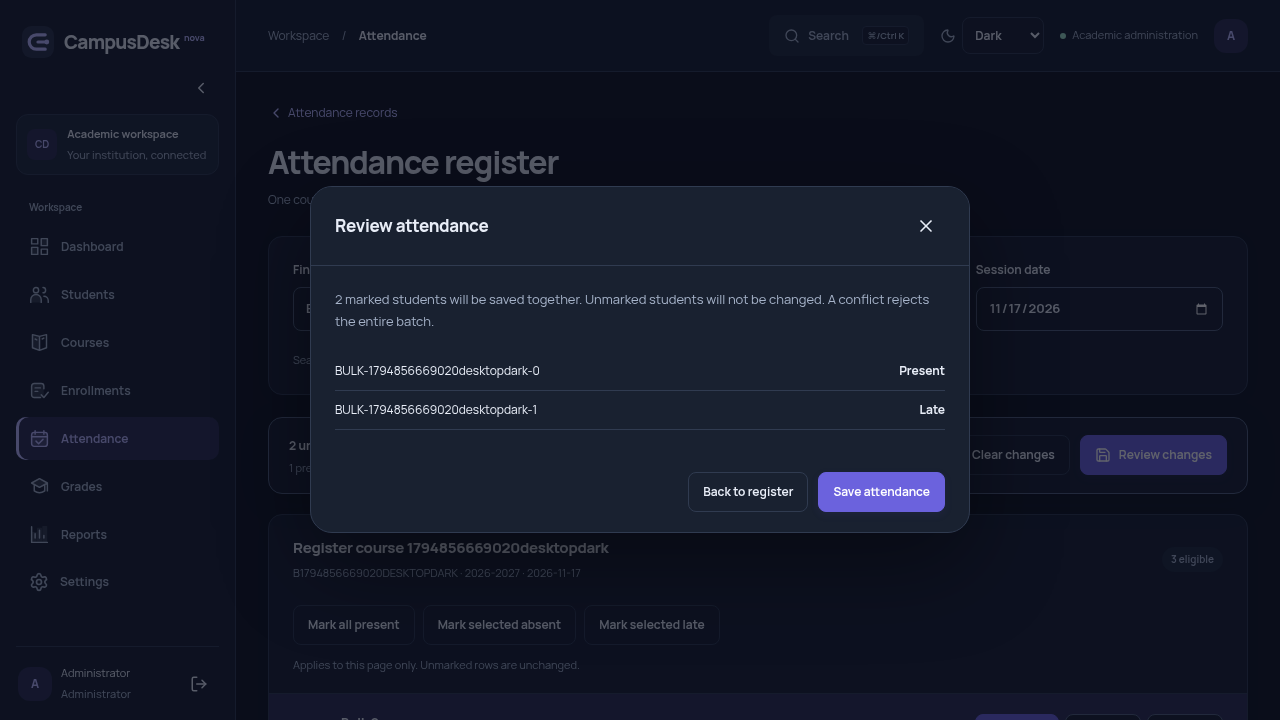 CampusDesk nova
Workspace / Attendance
Search ⌘/Ctrl K
Dark
Academic administration
A
CD
Academic workspace
Your institution, connected
Workspace
Dashboard
Students
Courses
Enrollments
Attendance
Grades
Reports
Settings
A
Administrator
Administrator
Attendance records
Attendance register
One cou
Session date
11/17/2026
Clear changes
Review changes
Review attendance
2 marked students will be saved together. Unmarked students will not be changed. A conflict rejects
the entire batch.
BULK-1794856669020desktopdark-0 Present
BULK-1794856669020desktopdark-1 Late
Back to register
Save attendance
Register course 1794856669020desktopdark
B1794856669020DESKTOPDARK · 2026-2027 · 2026-11-17
3 eligible
Mark all present
Mark selected absent
Mark selected late
Applies to this page only. Unmarked rows are unchanged.